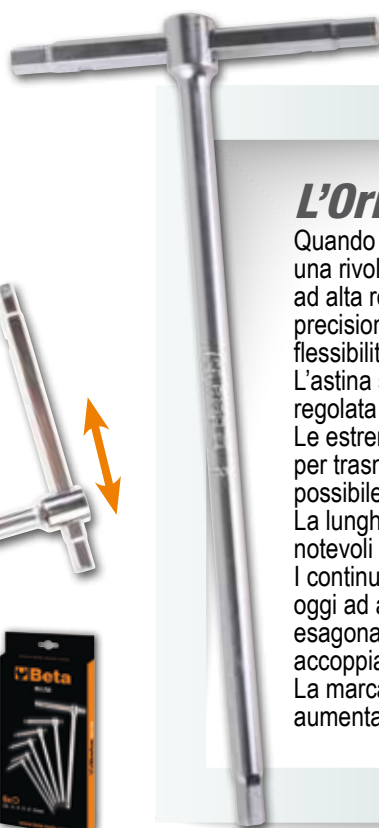 L'Ori
Quando
una rivol
ad alta re
precision
flessibilit
L'astina
regolata
Le estrem
per trasm
possibile
La lungh
notevoli
I continu
oggi ad a
esagona
accoppia
La marca
aumenta
Beta